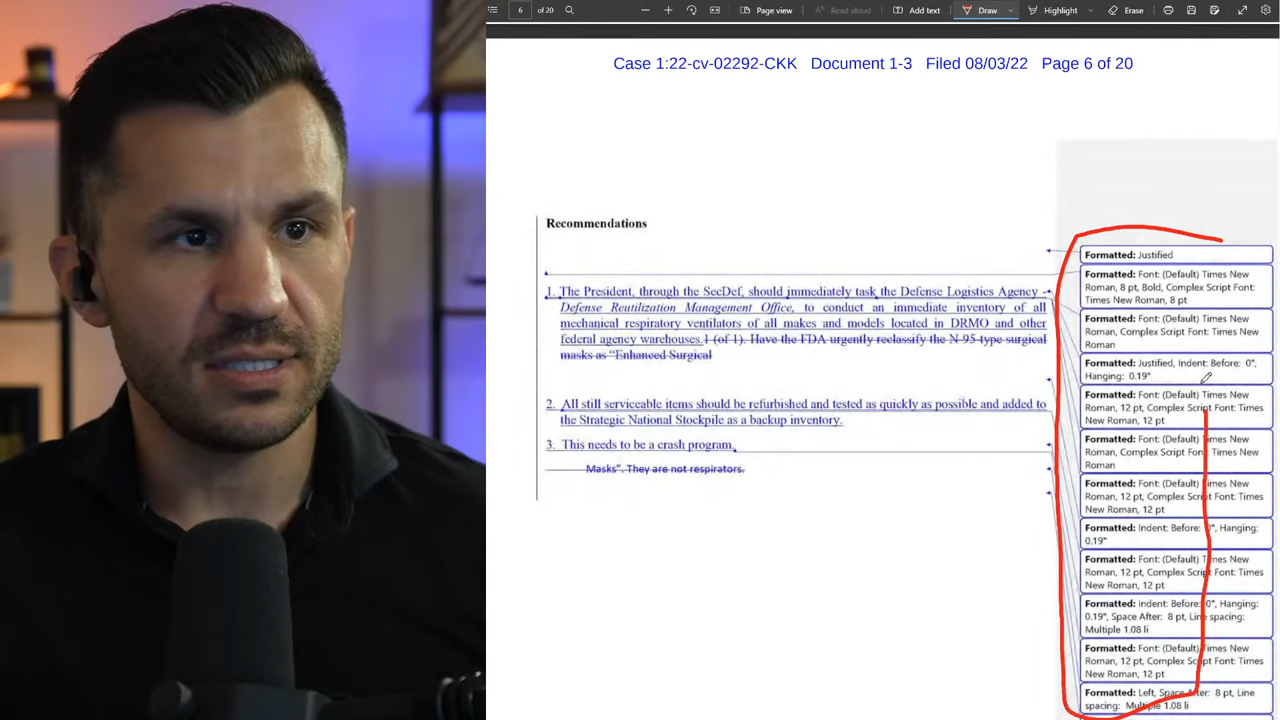 6 of 20 Page view Read aloud Add text Draw Highlight Erase
Case 1:22-cv-02292-CKK Document 1-3 Filed 08/03/22 Page 6 of 20
Recommendations
1. The President, through the SecDef, should immediately task the Defense Logistics Agency -
Defense Reutilization Management Office, to conduct an immediate inventory of all
mechanical respiratory ventilators of all makes and models located in DRMO and other
federal agency warehouses.1 (of 1). Have the FDA urgently reclassify the N-95-type surgical
masks as “Enhanced Surgical
2. All still serviceable items should be refurbished and tested as quickly as possible and added to
the Strategic National Stockpile as a backup inventory.
3. This needs to be a crash program.
Masks”. They are not respirators.
Formatted: Justified
Formatted: Font: (Default) Times New
Roman, 8 pt, Bold, Complex Script Font:
Times New Roman, 8 pt
Formatted: Font: (Default) Times New
Roman, Complex Script Font: Times New
Roman
Formatted: Justified, Indent: Before: 0", 
Hanging: 0.19"
Formatted: Font: (Default) Times New
Roman, 12 pt, Complex Script Font: Times
New Roman, 12 pt
Formatted: Font: (Default) Times New
Roman, Complex Script Font: Times New
Roman
Formatted: Font: (Default) Times New
Roman, 12 pt, Complex Script Font: Times
New Roman, 12 pt
Formatted: Indent: Before: 0", Hanging:
0.19"
Formatted: Font: (Default) Times New
Roman, 12 pt, Complex Script Font: Times
New Roman, 12 pt
Formatted: Indent: Before: 0", Hanging:
0.19", Space After: 8 pt, Line spacing:
Multiple 1.08 li
Formatted: Font: (Default) Times New
Roman, 12 pt, Complex Script Font: Times
New Roman, 12 pt
Formatted: Left, Space After: 8 pt, Line
spacing: Multiple 1.08 li